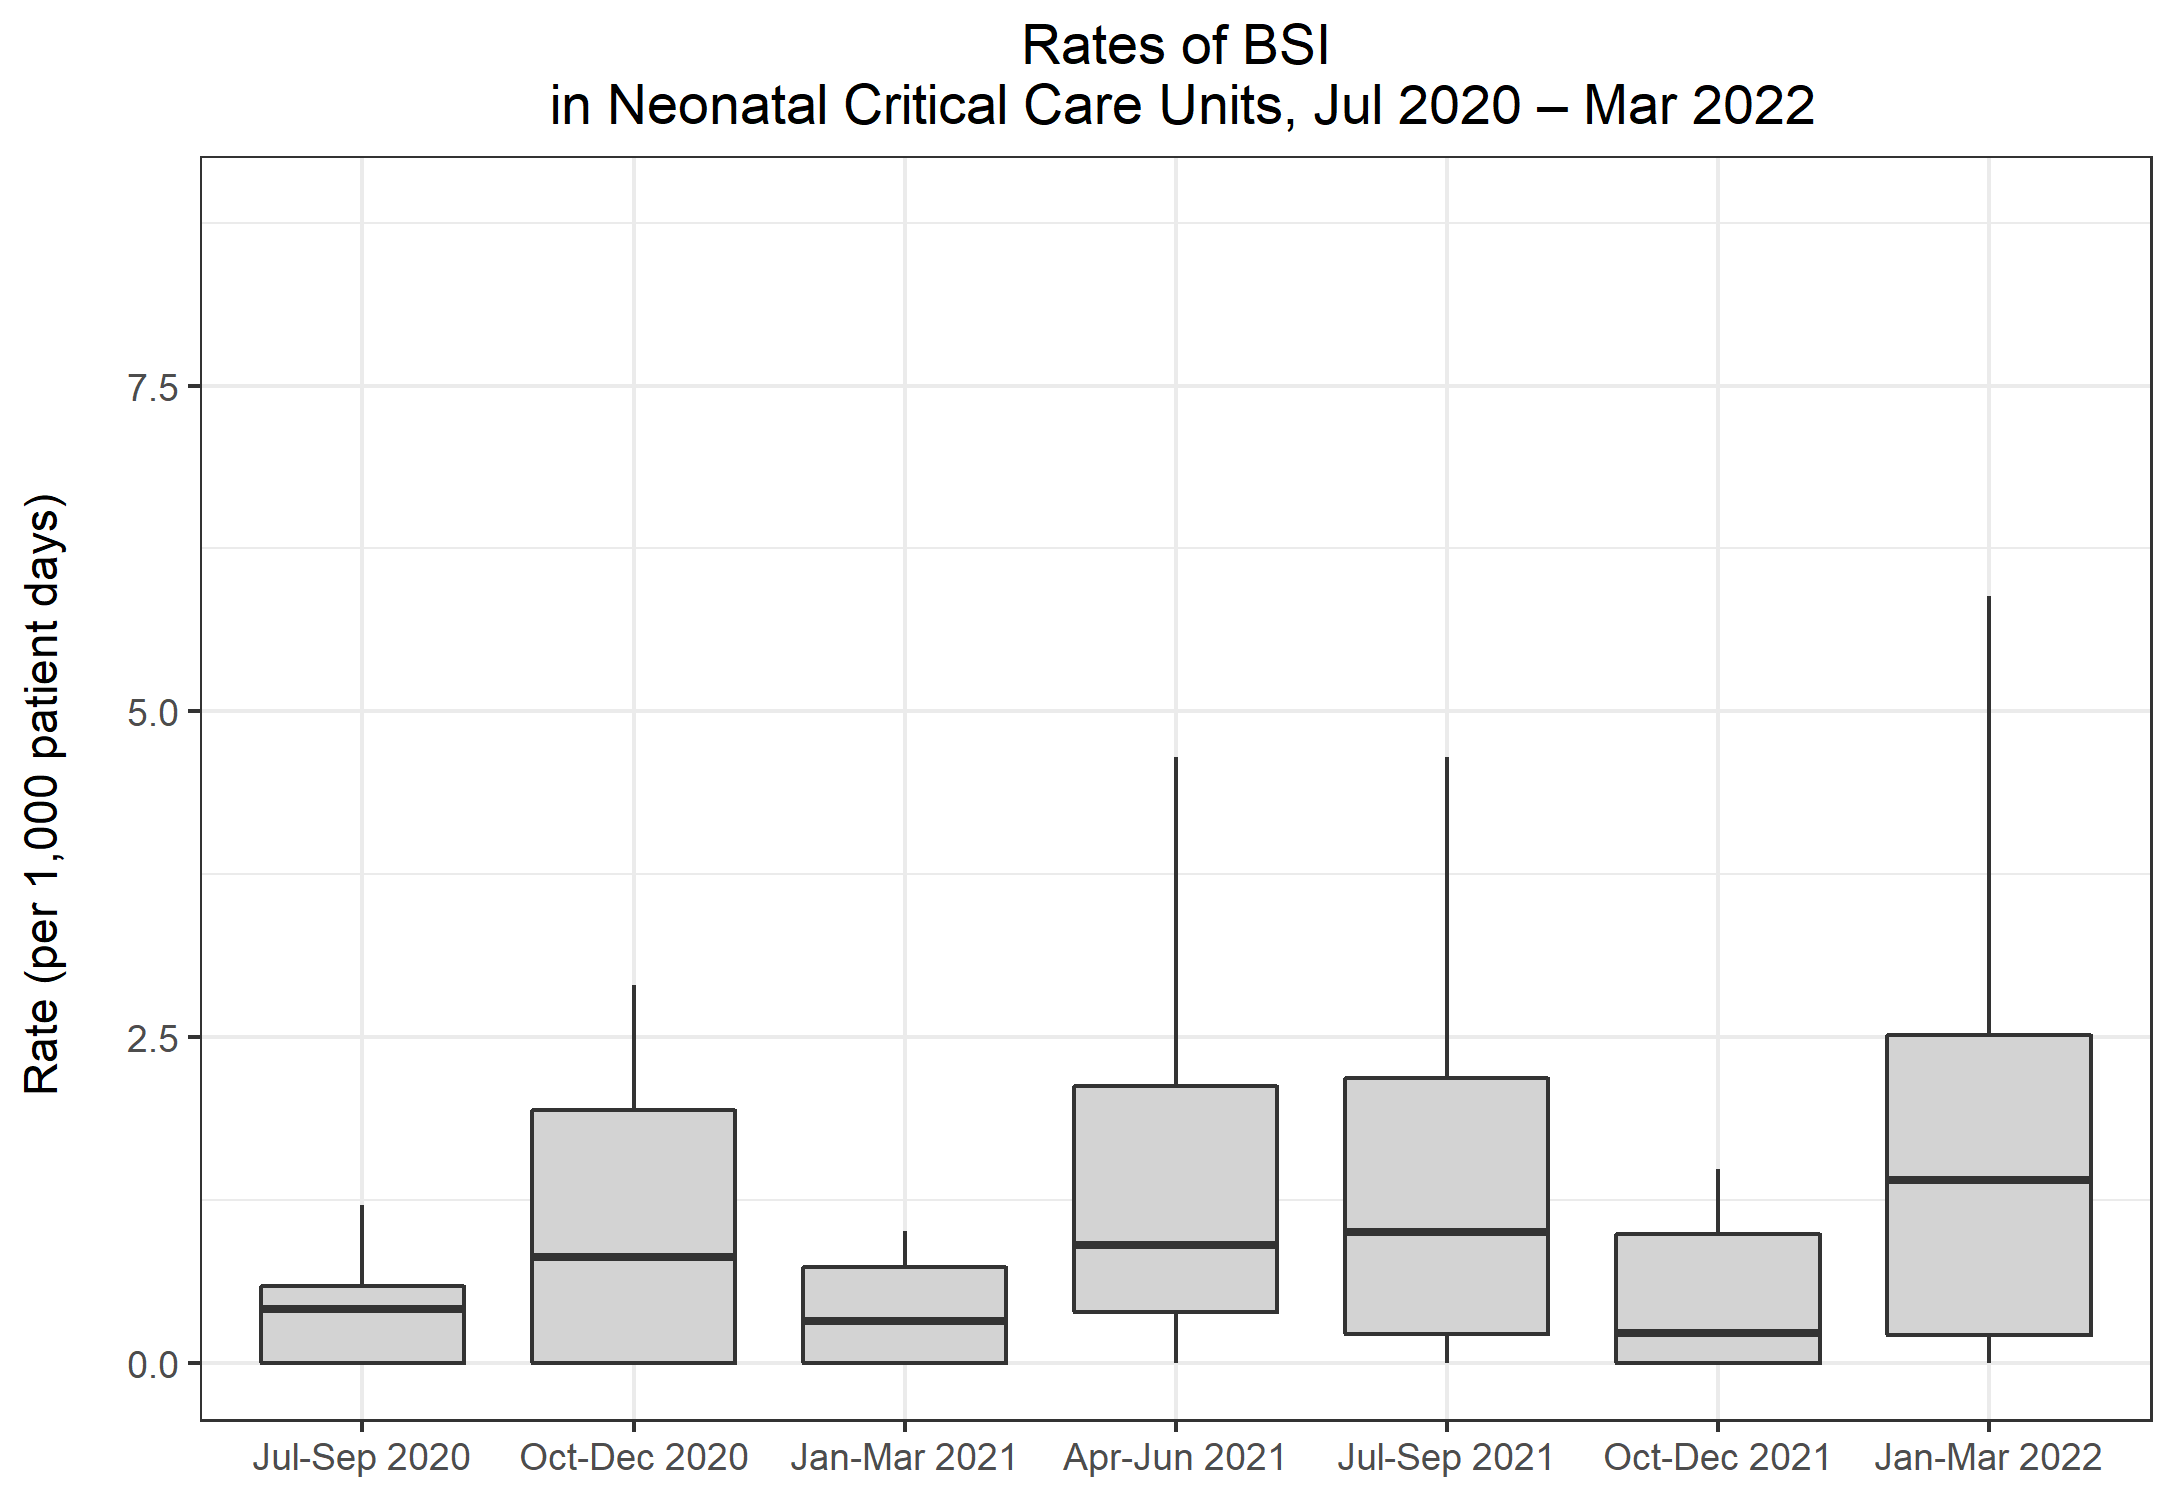 Rates of BSI
in Neonatal Critical Care Units, Jul 2020 – Mar 2022
Rate (per 1,000 patient days)
7.5
5.0
2.5
0.0
Jul-Sep 2020
Oct-Dec 2020
Jan-Mar 2021
Apr-Jun 2021
Jul-Sep 2021
Oct-Dec 2021
Jan-Mar 2022